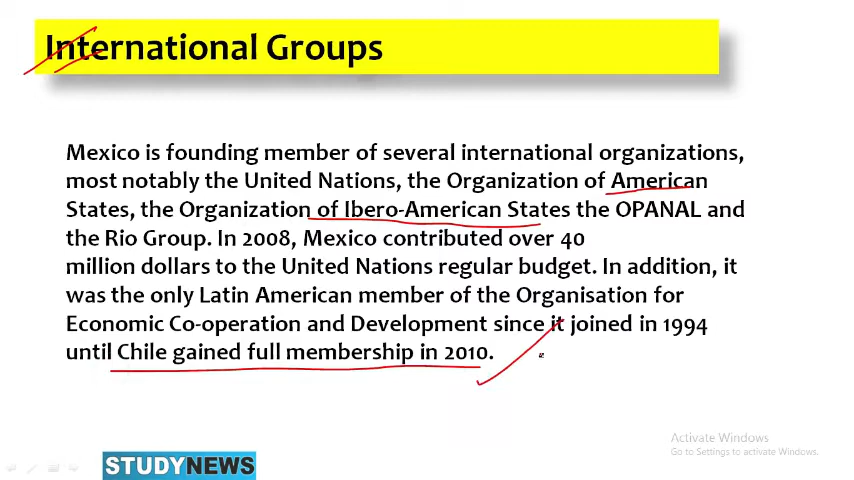 International Groups
Mexico is founding member of several international organizations,
most notably the United Nations, the Organization of American
States, the Organization of Ibero-American States the OPANAL and
the Rio Group. In 2008, Mexico contributed over 40
million dollars to the United Nations regular budget. In addition, it
was the only Latin American member of the Organisation for
Economic Co-operation and Development since it joined in 1994
until Chile gained full membership in 2010.
Activate Windows
Go to Settings to activate Windows.
STUDYNEWS